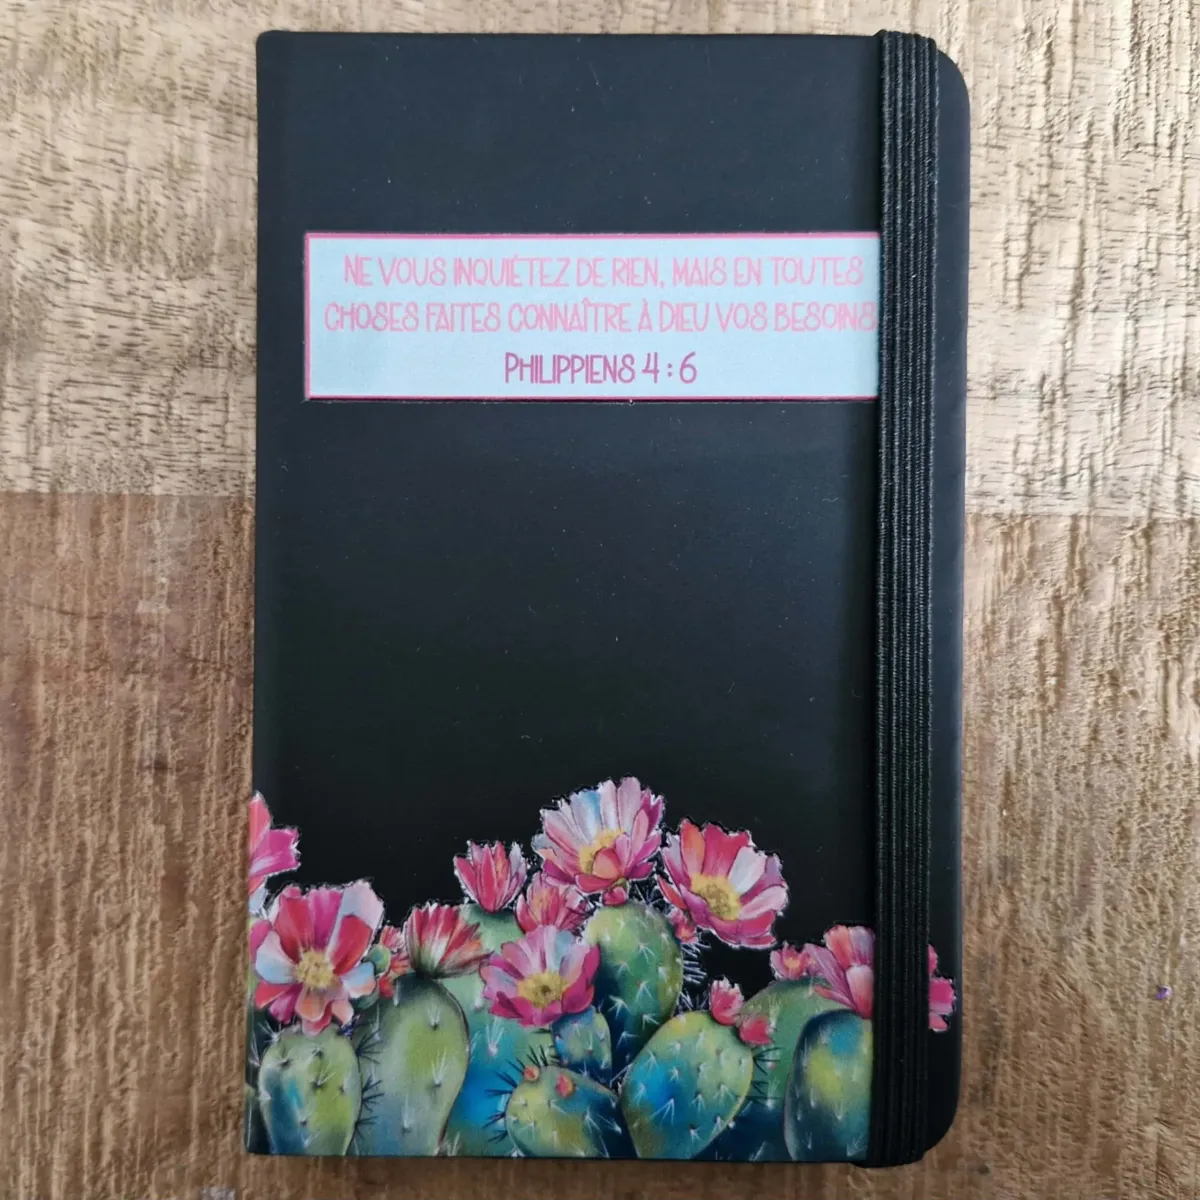 NE VOUS INQUIÉTEZ DE RIEN, MAIS EN TOUTES
CHOSES FAITES CONNAÎTRE À DIEU VOS BESOINS
PHILIPPIENS 4 : 6